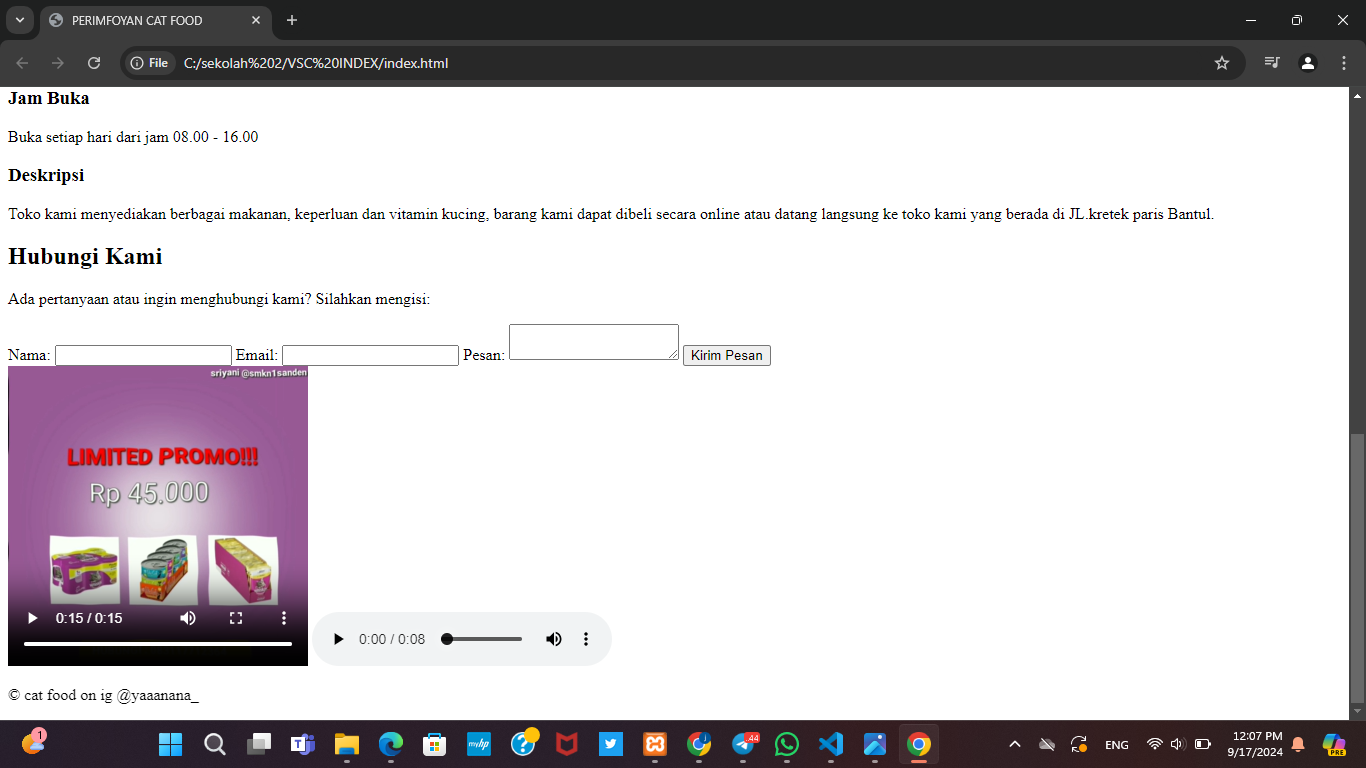 PERIMFOYAN CAT FOOD
File C:/sekolah%202/VSC%20INDEX/index.html
Jam Buka
Buka setiap hari dari jam 08.00 - 16.00
Deskripsi
Toko kami menyediakan berbagai makanan, keperluan dan vitamin kucing, barang kami dapat dibeli secara online atau datang langsung ke toko kami yang berada di JL.kretek paris Bantul.
Hubungi Kami
Ada pertanyaan atau ingin menghubungi kami? Silahkan mengisi:
Nama: Email: Pesan: Kirim Pesan
sriyani @smkn1sanden
LIMITED PROMO!!!
Rp 45.000
0:15 / 0:15
0:00 / 0:08
© cat food on ig @yaaanana_
1
myhp
44
ENG
12:07 PM
9/17/2024
PRE